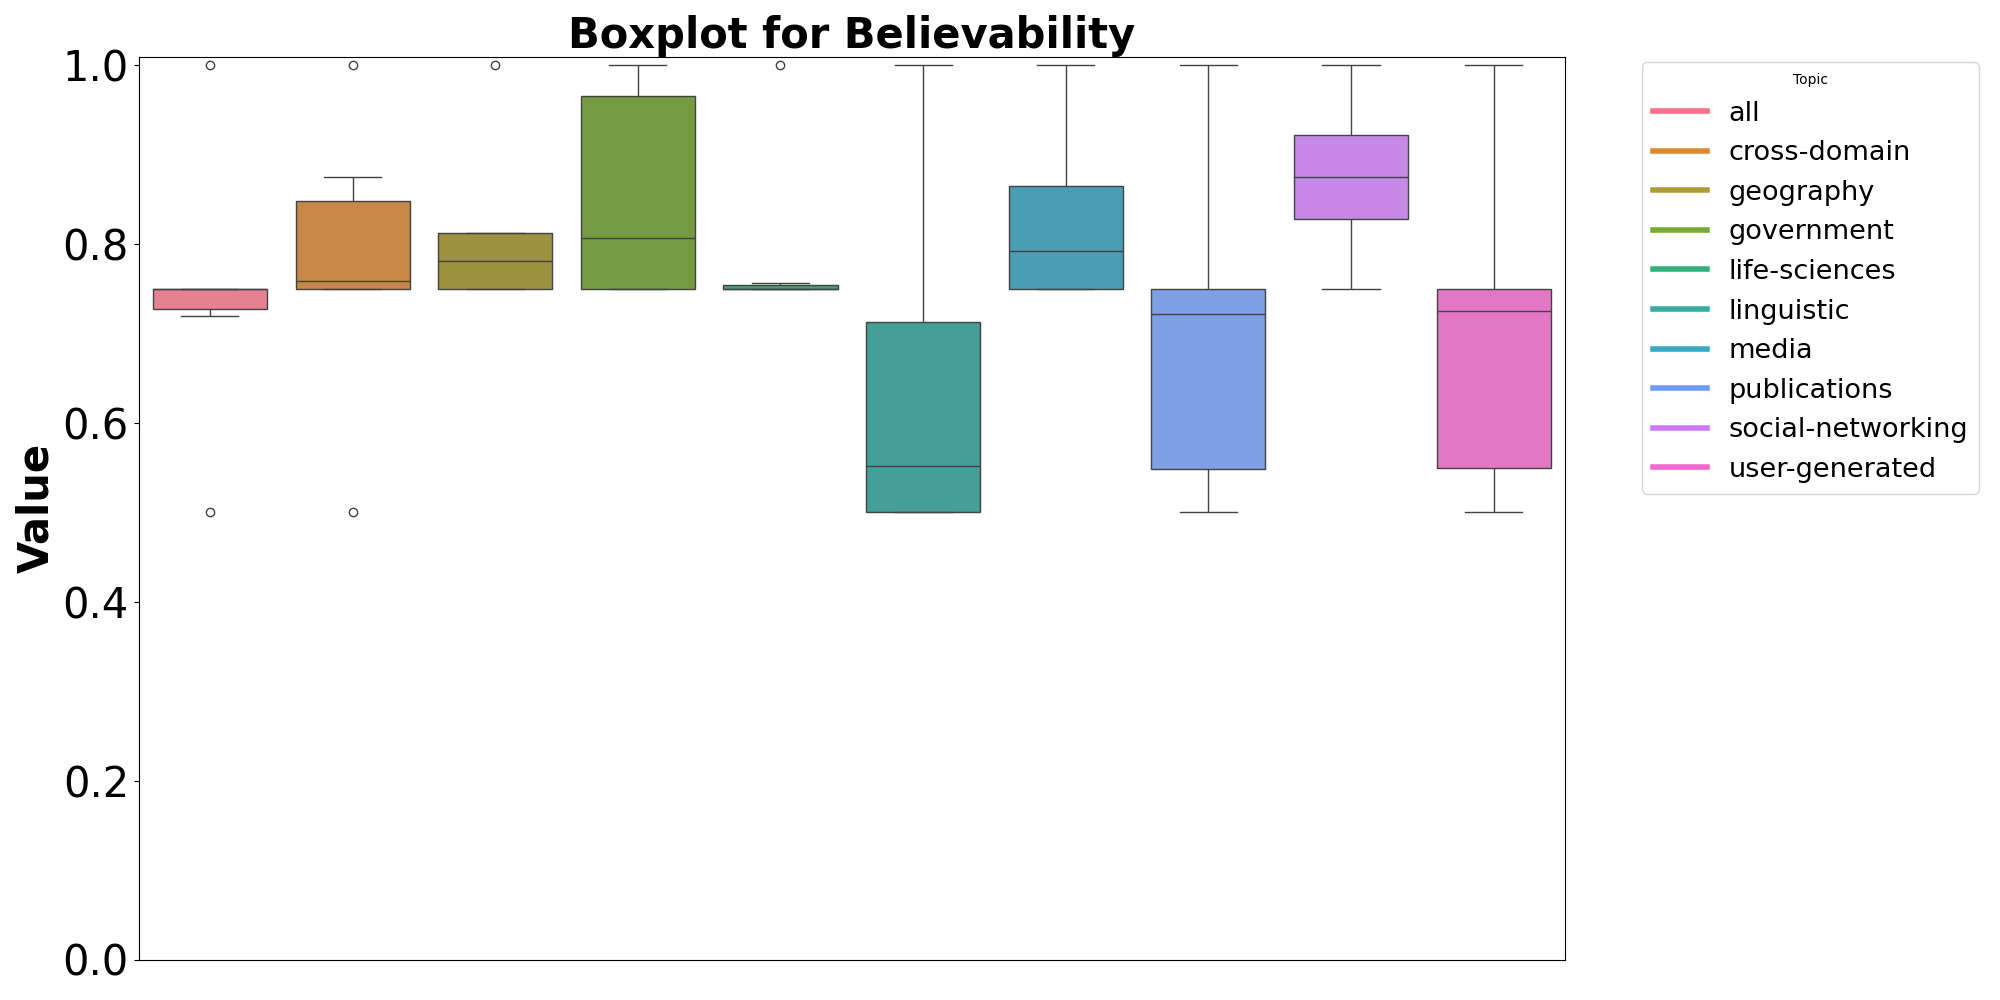 Boxplot for Believability
Value
1.0
0.8
0.6
0.4
0.2
0.0
Topic
all
cross-domain
geography
government
life-sciences
linguistic
media
publications
social-networking
user-generated